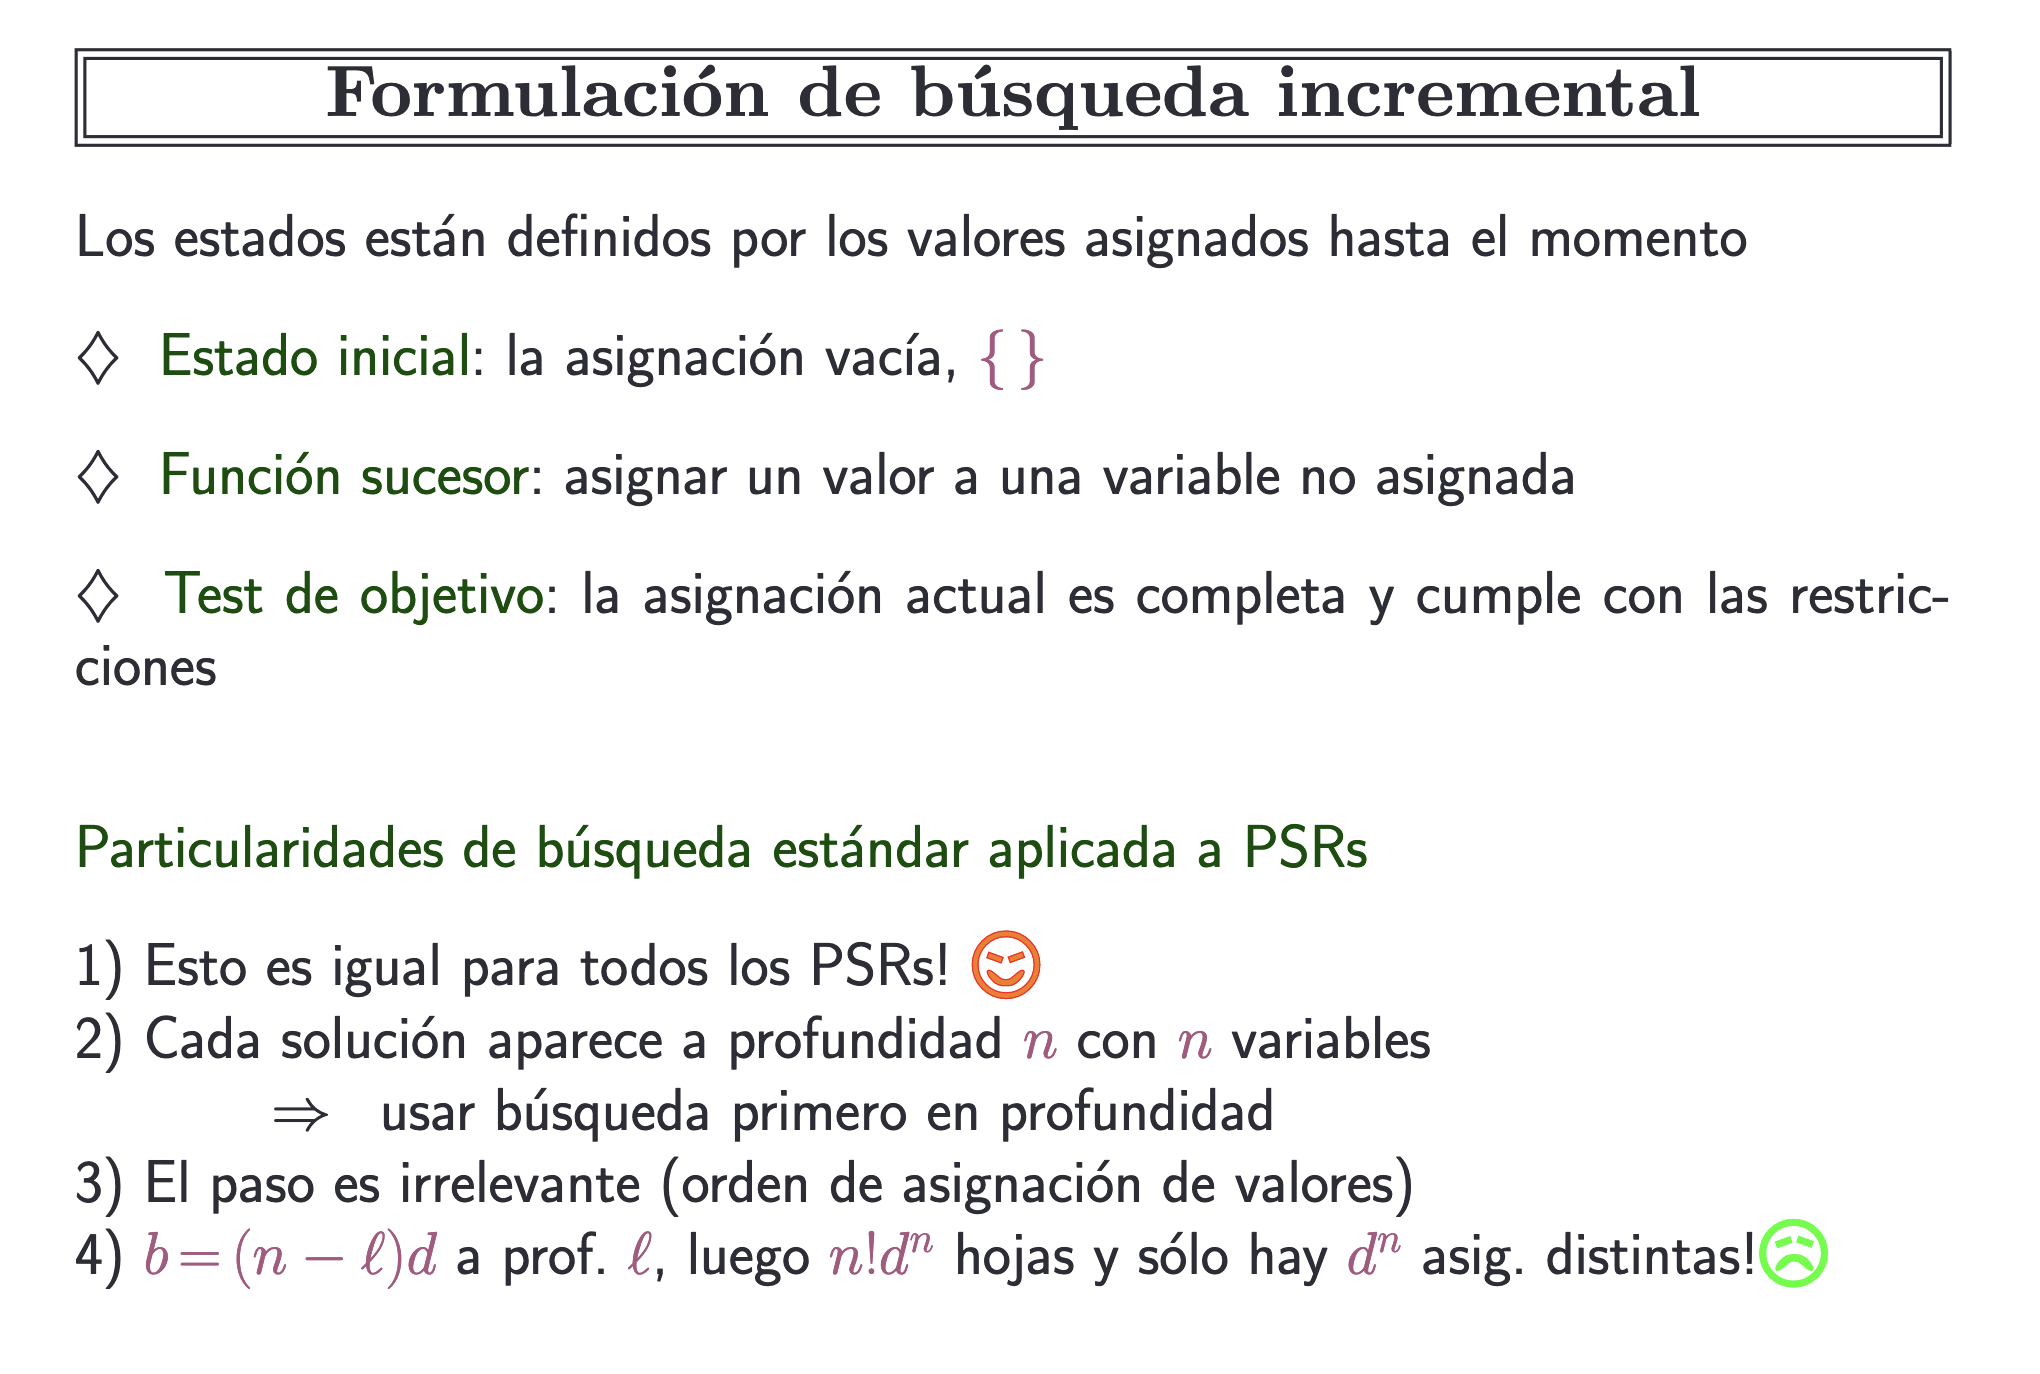 Formulación de búsqueda incremental
Los estados están definidos por los valores asignados hasta el momento
♢ Estado inicial: la asignación vacía, { }
♢ Función sucesor: asignar un valor a una variable no asignada
♢ Test de objetivo: la asignación actual es completa y cumple con las restric-
ciones
Particularidades de búsqueda estándar aplicada a PSRs
1) Esto es igual para todos los PSRs!
2) Cada solución aparece a profundidad n con n variables
⇒ usar búsqueda primero en profundidad
3) El paso es irrelevante (orden de asignación de valores)
4) b = (n − ℓ)d a prof. ℓ, luego n!dⁿ hojas y sólo hay dⁿ asig. distintas!